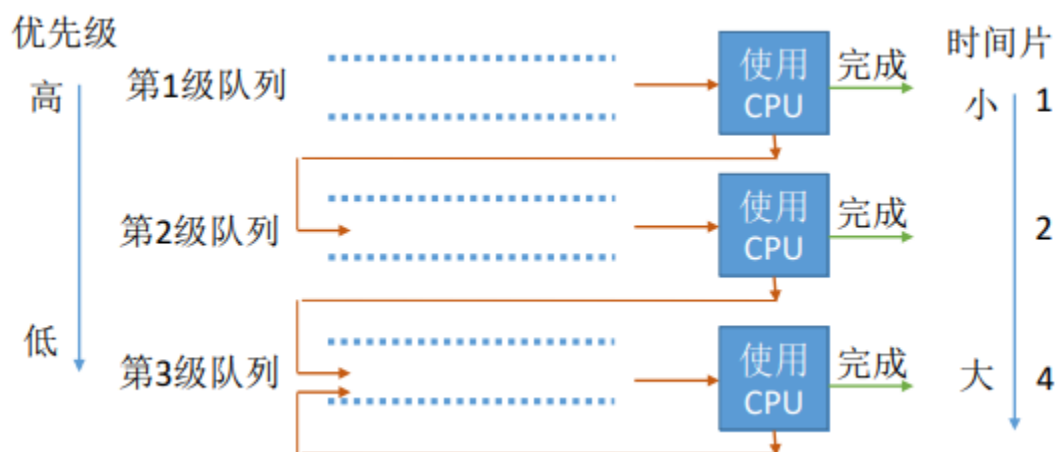 优先级
时间片
高
第1级队列
使用
CPU
完成
小
1
第2级队列
使用
CPU
完成
2
低
第3级队列
使用
CPU
完成
大
4